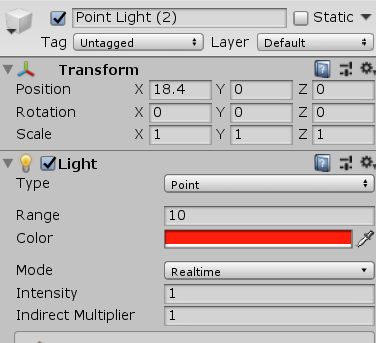 Point Light (2) Static
Tag Untagged Layer Default
Transform
Position X 18.4 Y 0 Z 0
Rotation X 0 Y 0 Z 0
Scale X 1 Y 1 Z 1
Light
Type Point
Range 10
Color
Mode Realtime
Intensity 1
Indirect Multiplier 1